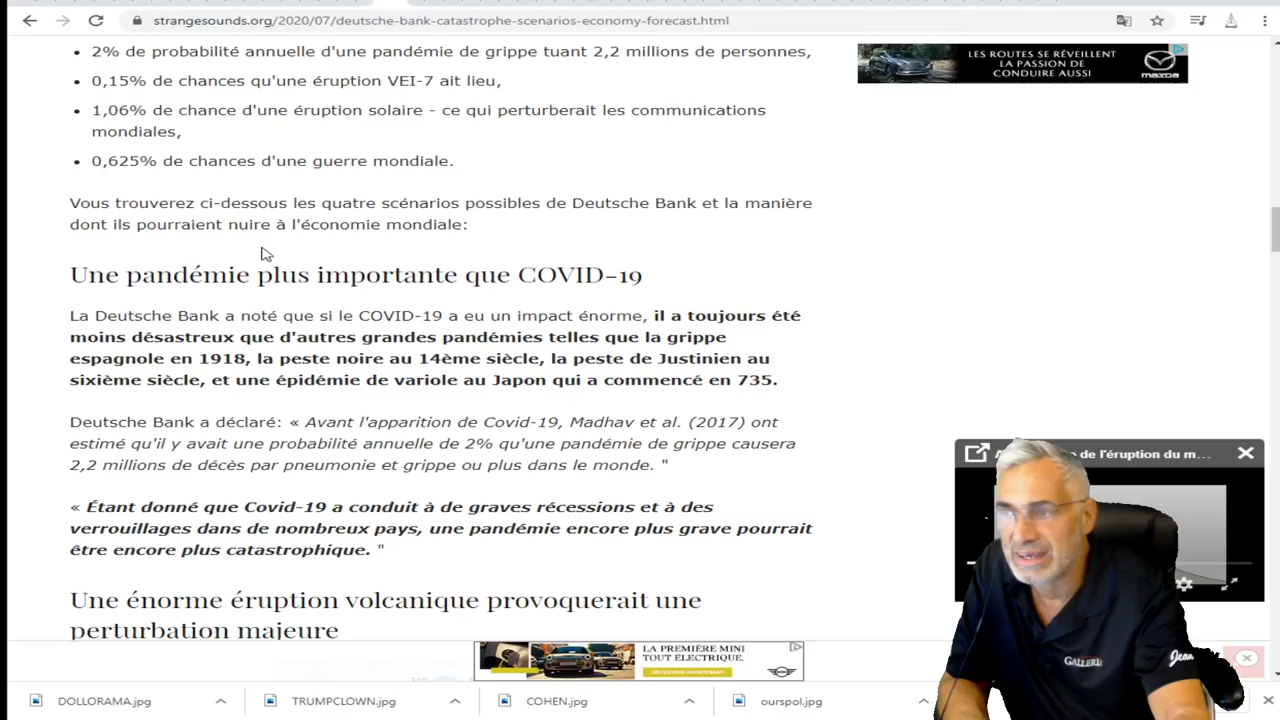 strangesounds.org/2020/07/deutsche-bank-catastrophe-scenarios-economy-forecast.html
2% de probabilité annuelle d'une pandémie de grippe tuant 2,2 millions de personnes,
0,15% de chances qu'une éruption VEI-7 ait lieu,
1,06% de chance d'une éruption solaire - ce qui perturberait les communications
mondiales,
0,625% de chances d'une guerre mondiale.
Vous trouverez ci-dessous les quatre scénarios possibles de Deutsche Bank et la manière
dont ils pourraient nuire à l'économie mondiale:
Une pandémie plus importante que COVID-19
La Deutsche Bank a noté que si le COVID-19 a eu un impact énorme, il a toujours été
moins désastreux que d'autres grandes pandémies telles que la grippe
espagnole en 1918, la peste noire au 14ème siècle, la peste de Justinien au
sixième siècle, et une épidémie de variole au Japon qui a commencé en 735.
Deutsche Bank a déclaré: « Avant l'apparition de Covid-19, Madhav et al. (2017) ont
estimé qu'il y avait une probabilité annuelle de 2% qu'une pandémie de grippe causera
2,2 millions de décès par pneumonie et grippe ou plus dans le monde. "
« Étant donné que Covid-19 a conduit à de graves récessions et à des
verrouillages dans de nombreux pays, une pandémie encore plus grave pourrait
être encore plus catastrophique. "
Une énorme éruption volcanique provoquerait une
perturbation majeure
LES ROUTES SE RÉVEILLENT
LA PASSION DE
CONDUIRE AUSSI
mazda
de l'éruption du m...
LA PREMIÈRE MINI
TOUT ÉLECTRIQUE.
DÉCOUVRIR MAINTENANT
MINI
Jean
DOLLORAMA.jpg
TRUMPCLOWN.jpg
COHEN.jpg
ourspol.jpg